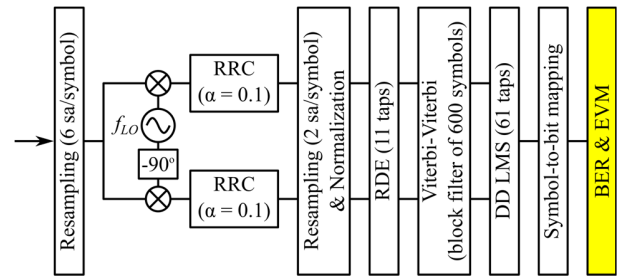 Resampling (6 sa/symbol)
f_LO
-90°
RRC
(α = 0.1)
RRC
(α = 0.1)
Resampling (2 sa/symbol)
& Normalization
RDE (11 taps)
Viterbi-Viterbi
(block filter of 600 symbols)
DD LMS (61 taps)
Symbol-to-bit mapping
BER & EVM